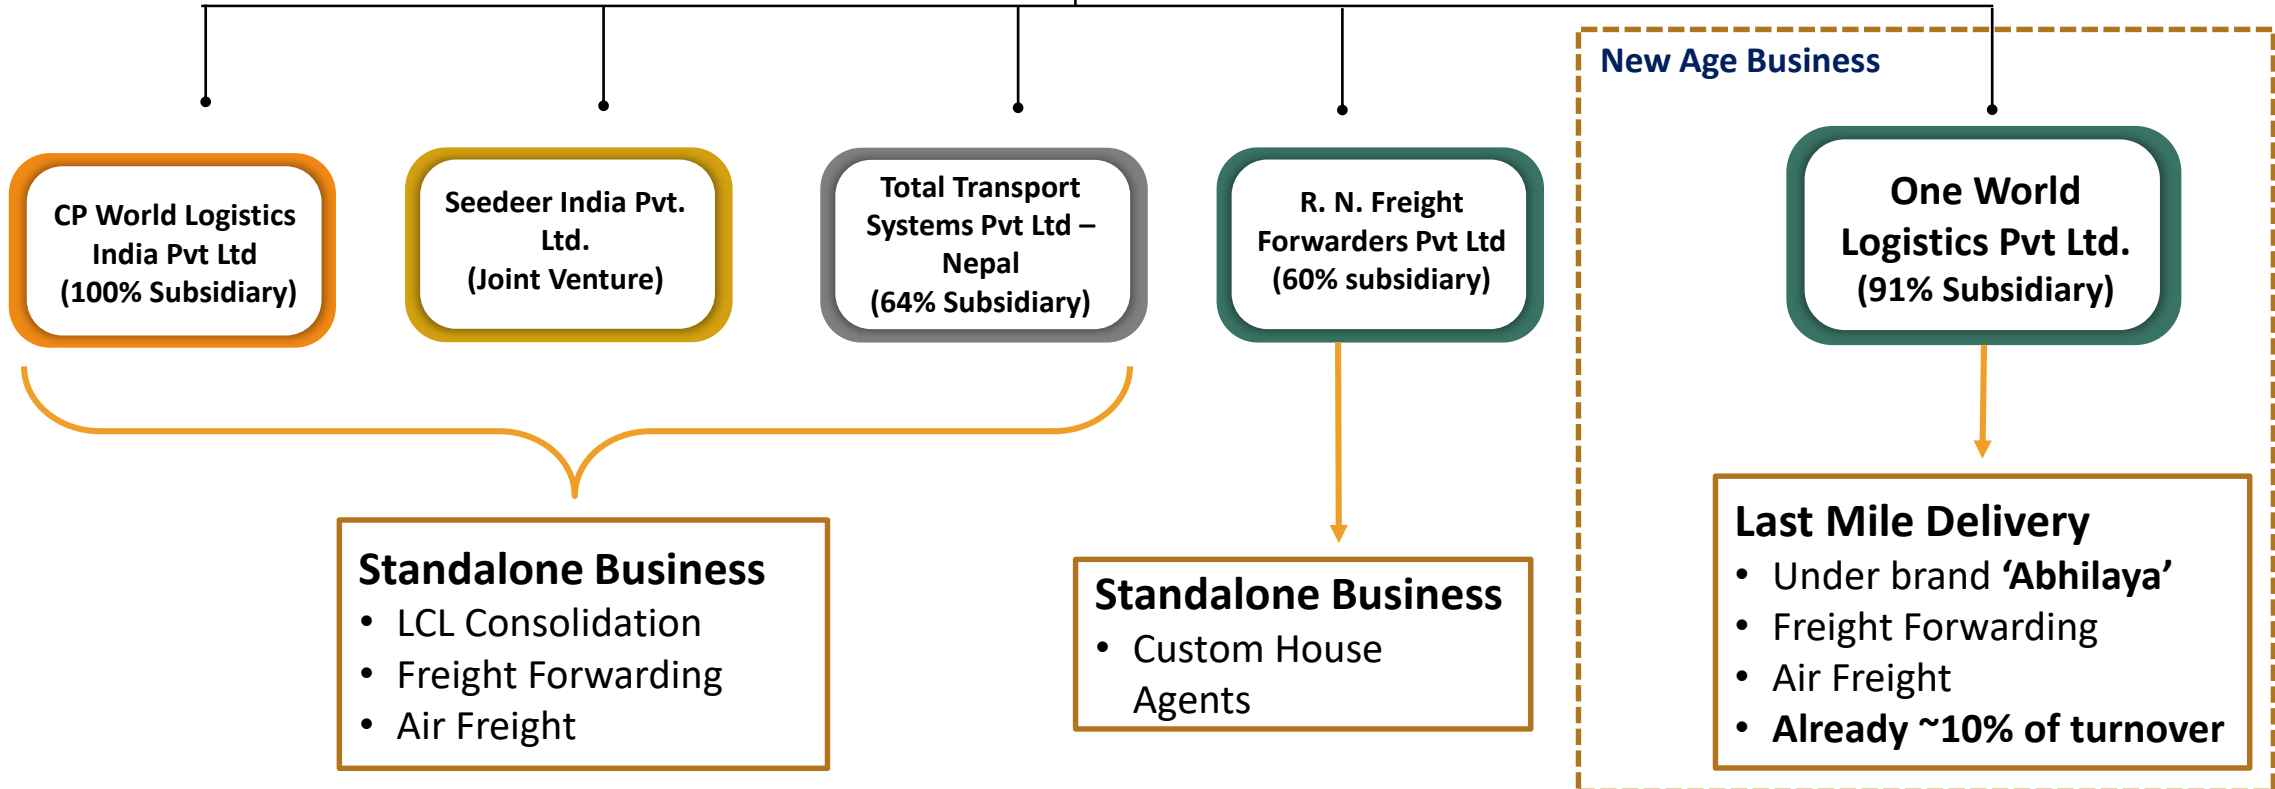 New Age Business
CP World Logistics
India Pvt Ltd
(100% Subsidiary)
Seedeer India Pvt.
Ltd.
(Joint Venture)
Total Transport
Systems Pvt Ltd –
Nepal
(64% Subsidiary)
R. N. Freight
Forwarders Pvt Ltd
(60% subsidiary)
One World
Logistics Pvt Ltd.
(91% Subsidiary)
Standalone Business
• LCL Consolidation
• Freight Forwarding
• Air Freight
Standalone Business
• Custom House
Agents
Last Mile Delivery
• Under brand ‘Abhilaya’
• Freight Forwarding
• Air Freight
• Already ~10% of turnover